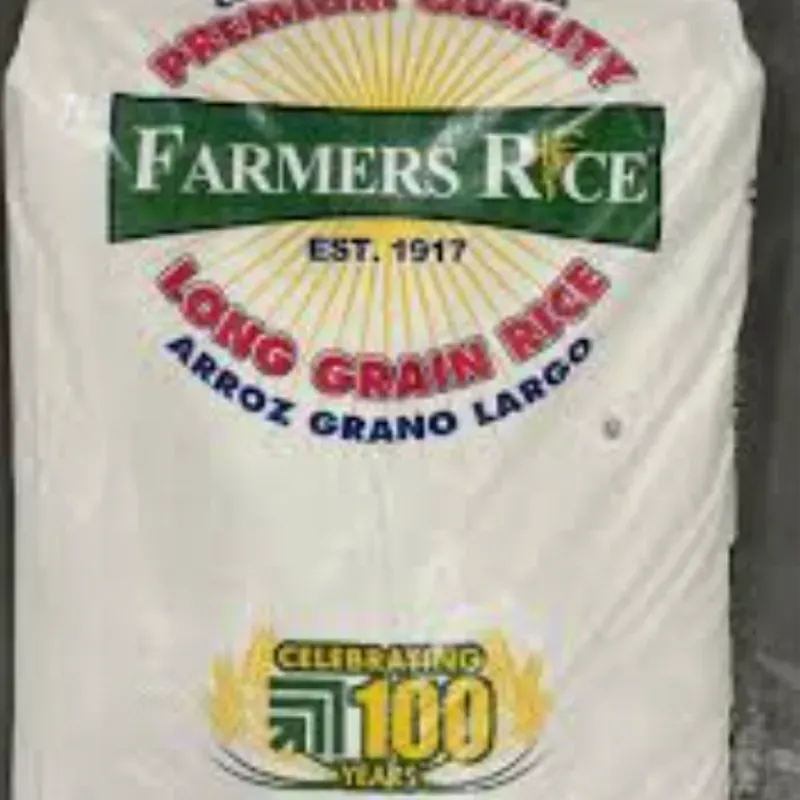 PREMIUM QUALITY
FARMERS RICE
EST. 1917
LONG GRAIN RICE
ARROZ GRANO LARGO
CELEBRATING
100
YEARS